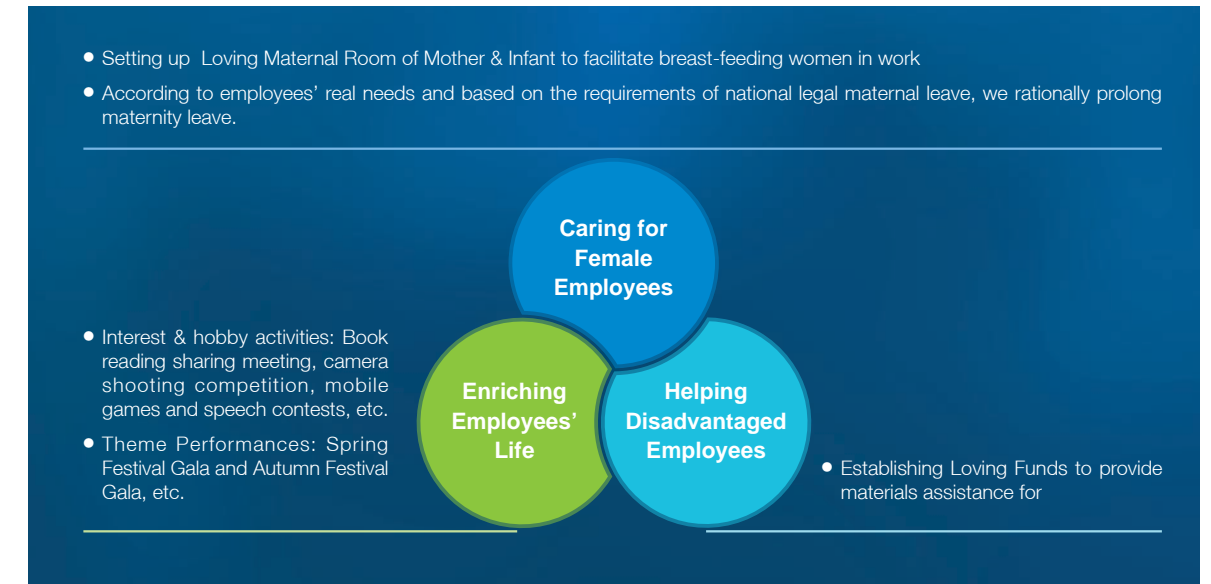 ● Setting up Loving Maternal Room of Mother & Infant to facilitate breast-feeding women in work
● According to employees' real needs and based on the requirements of national legal maternal leave, we rationally prolong
maternity leave.
Caring for
Female
Employees
● Interest & hobby activities: Book
reading sharing meeting, camera
shooting competition, mobile
games and speech contests, etc.
● Theme Performances: Spring
Festival Gala and Autumn Festival
Gala, etc.
Enriching
Employees'
Life
Helping
Disadvantaged
Employees
● Establishing Loving Funds to provide
materials assistance for